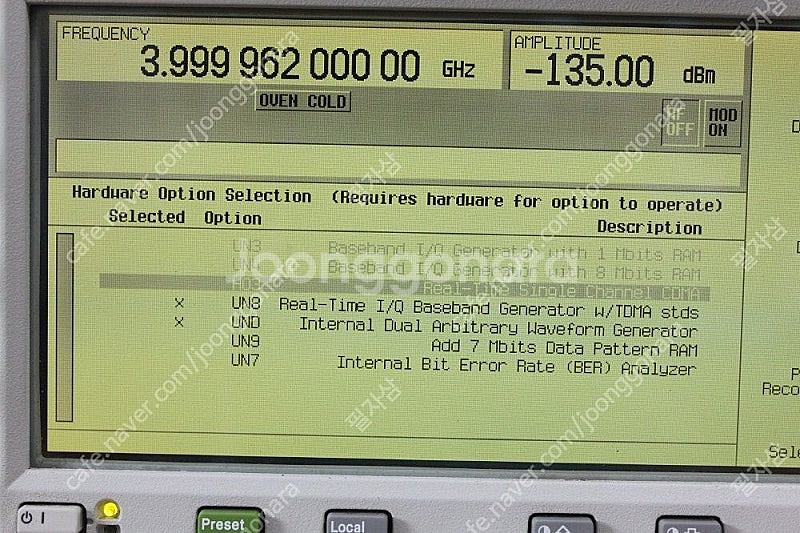 FREQUENCY
3.999 962 000 00 GHz
AMPLITUDE
-135.00 dBm
OVEN COLD
RF OFF
MOD ON
Hardware Option Selection (Requires hardware for option to operate)
Selected Option Description
UN3 Baseband I/Q Generator with 1 Mbits RAM
Baseband I/Q Generator with 8 Mbits RAM
Real-Time Single Channel CDMA
X UN8 Real-Time I/Q Baseband Generator w/TDMA stds
X UND Internal Dual Arbitrary Waveform Generator
UN9 Add 7 Mbits Data Pattern RAM
UN7 Internal Bit Error Rate (BER) Analyzer
Preset
Local
joonggonara
cafe.naver.com/joonggonara
필자삼